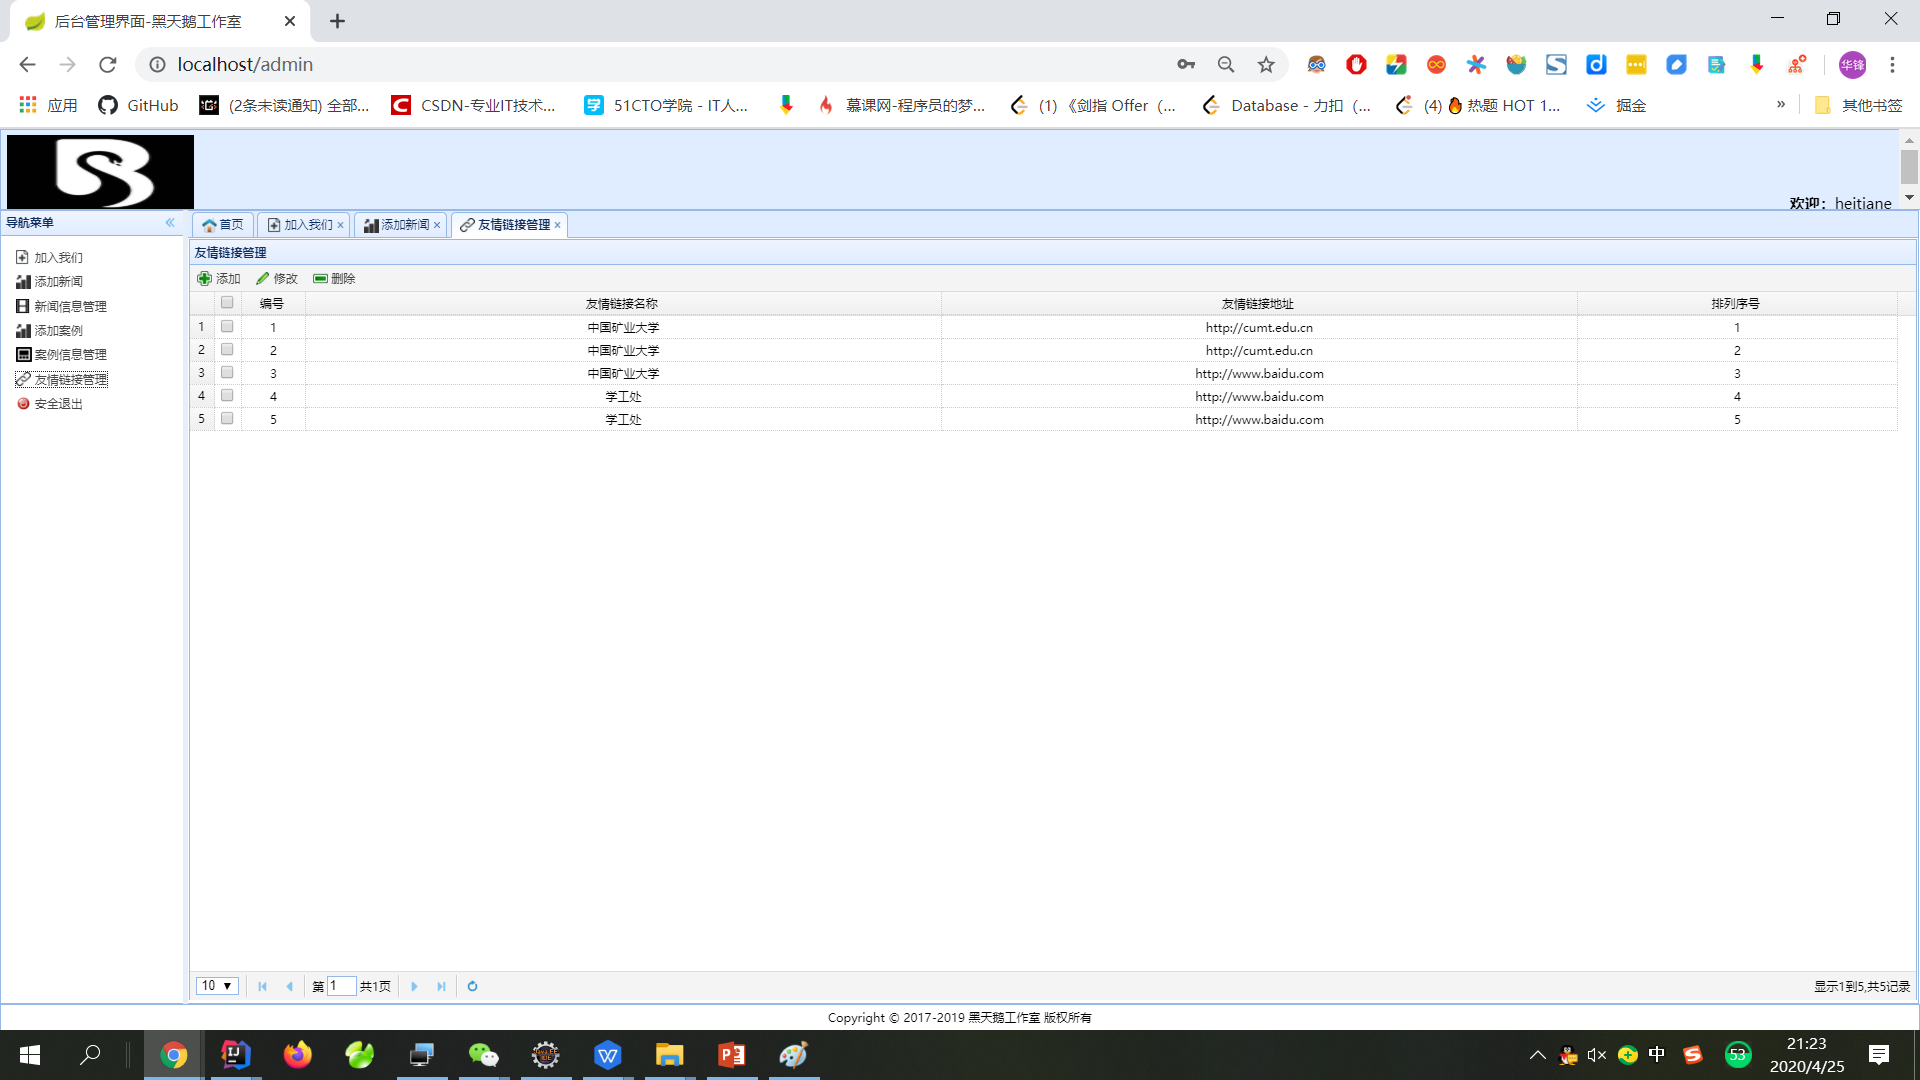 后台管理界面-黑天鹅工作室
localhost/admin
华锋
应用
GitHub
(2条未读通知) 全部...
CSDN-专业IT技术...
51CTO学院 - IT人...
慕课网-程序员的梦...
(1) 《剑指 Offer（...
Database - 力扣（...
(4) 🔥 热题 HOT 1...
掘金
»
其他书签
欢迎：heitiane
导航菜单
首页
加入我们
添加新闻
友情链接管理
加入我们
添加新闻
新闻信息管理
添加案例
案例信息管理
友情链接管理
安全退出
友情链接管理
添加 修改 删除
编号 友情链接名称 友情链接地址 排列序号
1 1 中国矿业大学 http://cumt.edu.cn 1
2 2 中国矿业大学 http://cumt.edu.cn 2
3 3 中国矿业大学 http://www.baidu.com 3
4 4 学工处 http://www.baidu.com 4
5 5 学工处 http://www.baidu.com 5
10 第 1 共1页
显示1到5,共5记录
Copyright © 2017-2019 黑天鹅工作室 版权所有
中
53
21:23
2020/4/25